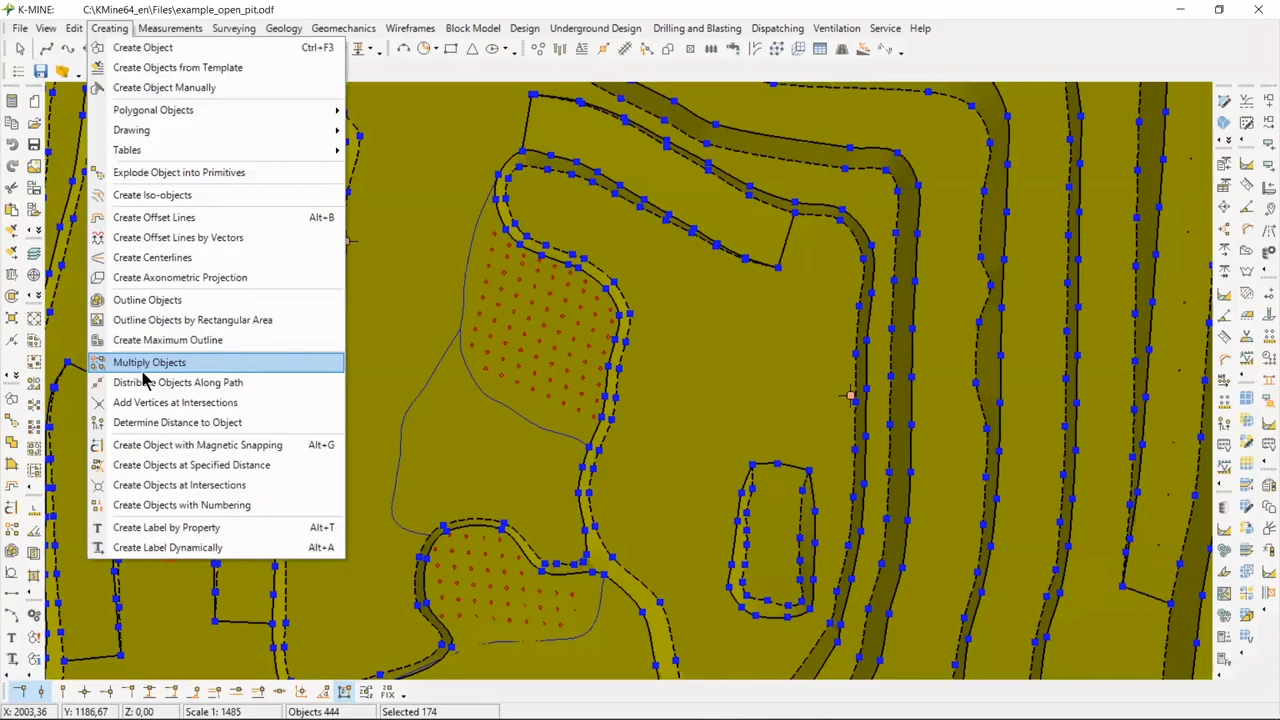 K-MINE: C:\KMine64_en\Files\example_open_pit.odf
File View Edit Creating Measurements Surveying Geology Geomechanics Wireframes Block Model Design Underground Design Drilling and Blasting Dispatching Ventilation Service Help
Create Object Ctrl+F3
Create Objects from Template
Create Object Manually
Polygonal Objects
Drawing
Tables
Explode Object into Primitives
Create Iso-objects
Create Offset Lines Alt+B
Create Offset Lines by Vectors
Create Centerlines
Create Axonometric Projection
Outline Objects
Outline Objects by Rectangular Area
Create Maximum Outline
Multiply Objects
Distribute Objects Along Path
Add Vertices at Intersections
Determine Distance to Object
Create Object with Magnetic Snapping Alt+G
Create Objects at Specified Distance
Create Objects at Intersections
Create Objects with Numbering
Create Label by Property Alt+T
Create Label Dynamically Alt+A
FIX
X: 2003,36 Y: 1186,67 Z: 0,00 Scale 1: 1485 Objects 444 Selected 174